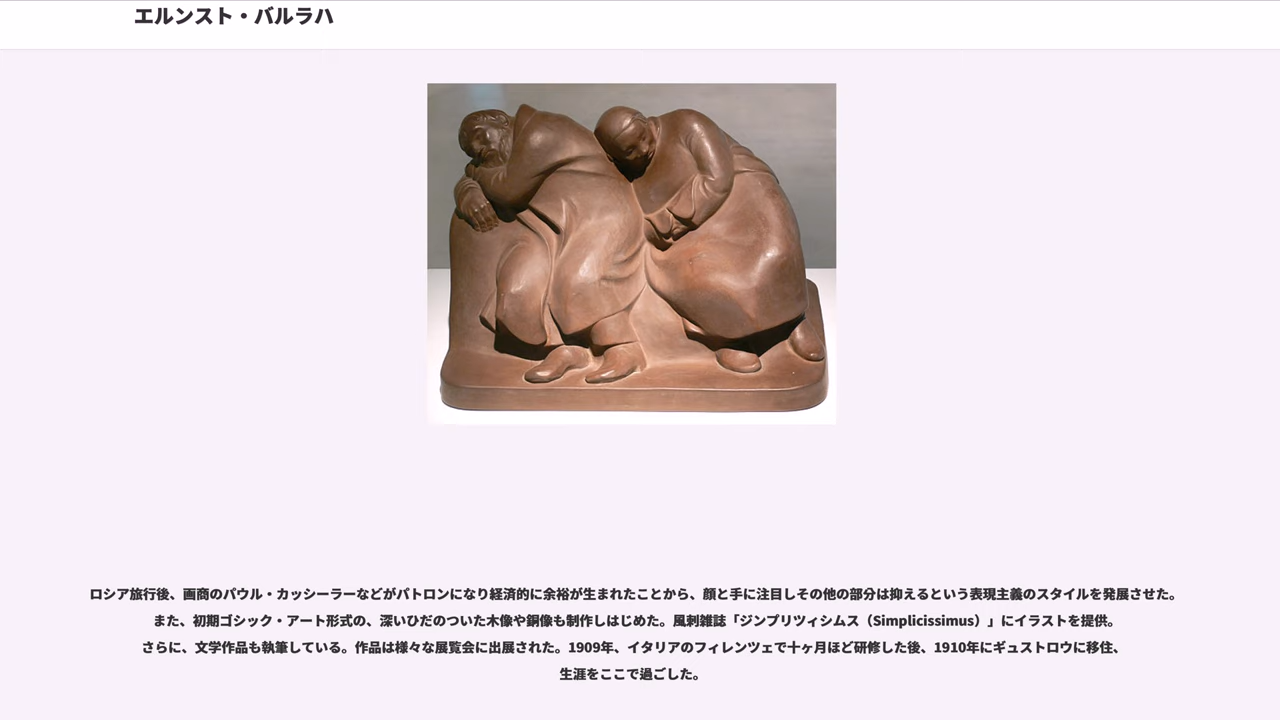 エルンスト・バルラハ
ロシア旅行後、画商のパウル・カッシーラーなどがパトロンになり経済的に余裕が生まれたことから、顔と手に注目しその他の部分は抑えるという表現主義のスタイルを発展させた。
また、初期ゴシック・アート形式の、深いひだのついた木像や銅像も制作しはじめた。風刺雑誌「ジンプリツィシムス（Simplicissimus）」にイラストを提供。
さらに、文学作品も執筆している。作品は様々な展覧会に出展された。1909年、イタリアのフィレンツェで十ヶ月ほど研修した後、1910年にギュストロウに移住、
生涯をここで過ごした。